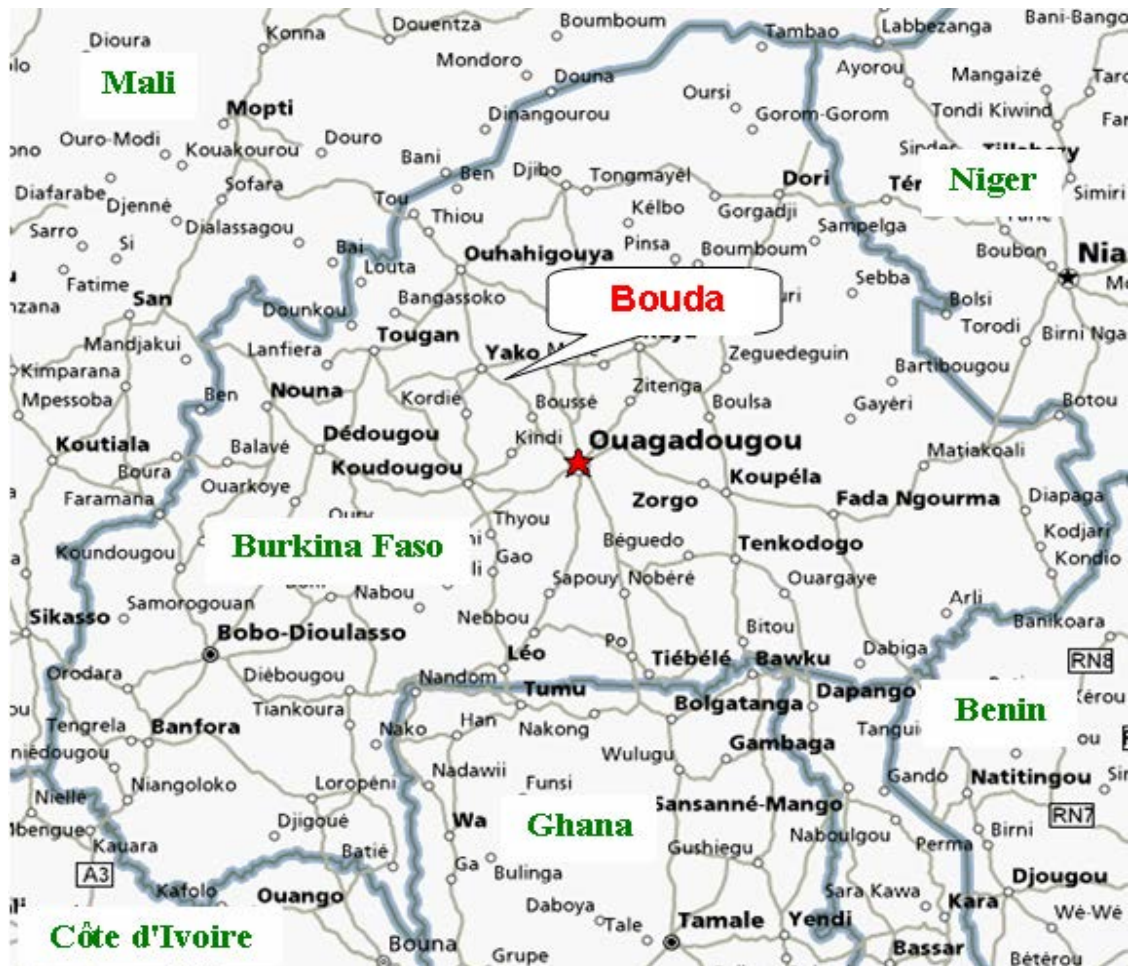 Dioura
Konna
Douentza
Boumboum
Tambao
Labbezanga
Bani-Bango
Mali
Mondoro
Douna
Ayorou
Mangaizé
Mopti
Dinangourou
Oursi
Gorom-Gorom
Tondi Kiwind
Ouro-Modi
Kouakourou
Douro
Bani
Ben
Djibo
Tongmayél
Dori
Niger
Simiri
Diafarabe
Sofara
Djenné
Tou
Thiou
Kélbo
Gorgadji
Sampelga
Sarro
Si
Dialassagou
Ouhahigouya
Pinsa
Boumboum
Boubon
Fatime
Bai
Louta
Sebba
San
Dounkou
Bangassoko
Bouda
Bolsi
Torodi
Birni Nga
Mandjakui
Lanfiera
Tougan
Yako
Zeguedeguin
Kimparana
Bartibougou
Mpessoba
Ben
Nouna
Kordié
Boussé
Zitenga
Boulsa
Gayéri
Botou
Koutiala
Balavé
Dédougou
Kindi
Ouagadougou
Matiakoali
Boura
Ouarkoye
Koudougou
Zorgo
Koupéla
Fada Ngourma
Diapaga
Faramana
Thyou
Kodjari
Koundougou
Burkina Faso
Gao
Béguedo
Tenkodogo
Kondio
Nabou
Sapouy
Nobéré
Ouargaye
Sikasso
Samorogouan
Nebbou
Arli
Banikoara
Bobo-Dioulasso
Léo
Po
Bitou
Dabiga
RN8
Orodara
Dièbougou
Nandom
Tiébélé
Bawku
Tumu
Dapango
Tengrela
Banfora
Tiankoura
Nako
Han
Nakong
Bolgatanga
Benin
Wulugu
Gambaga
Niangoloko
Loropéni
Nadawii
Funsi
Gando
Natitingou
Niellé
Sansanné-Mango
RN7
Mbengue
Djigoué
Wa
Ghana
Naboulgou
Birni
Kauara
Batié
Gushiegu
Perma
A3
Ga
Bulinga
Djougou
Kafolo
Ouango
Daboya
Sara Kawa
Kara
Wé-Wé
Côte d'Ivoire
Bouna
Tale
Tamale
Yendi
Grupe
Bassar
Bétérou